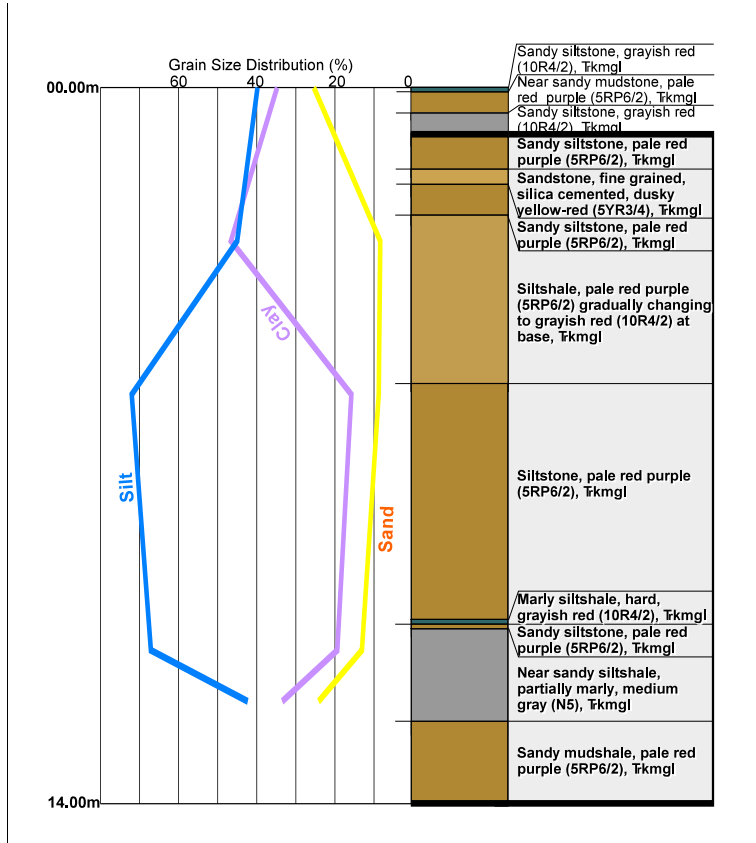 Grain Size Distribution (%)
60 40 20 0
00.00m
Sandy siltstone, grayish red
(10R4/2), Trkmgl
Near sandy mudstone, pale
red purple (5RP6/2), Trkmgl
Sandy siltstone, grayish red
(10R4/2), Trkmgl
Sandy siltstone, pale red
purple (5RP6/2), Trkmgl
Sandstone, fine grained,
silica cemented, dusky
yellow-red (5YR3/4), Trkmgl
Sandy siltstone, pale red
purple (5RP6/2), Trkmgl
Siltshale, pale red purple
(5RP6/2) gradually changing
to grayish red (10R4/2) at
base, Trkmgl
Clay
Siltstone, pale red purple
(5RP6/2), Trkmgl
Silt
Sand
Marly siltshale, hard,
grayish red (10R4/2), Trkmgl
Sandy siltstone, pale red
purple (5RP6/2), Trkmgl
Near sandy siltshale,
partially marly, medium
gray (N5), Trkmgl
Sandy mudshale, pale red
purple (5RP6/2), Trkmgl
14.00m